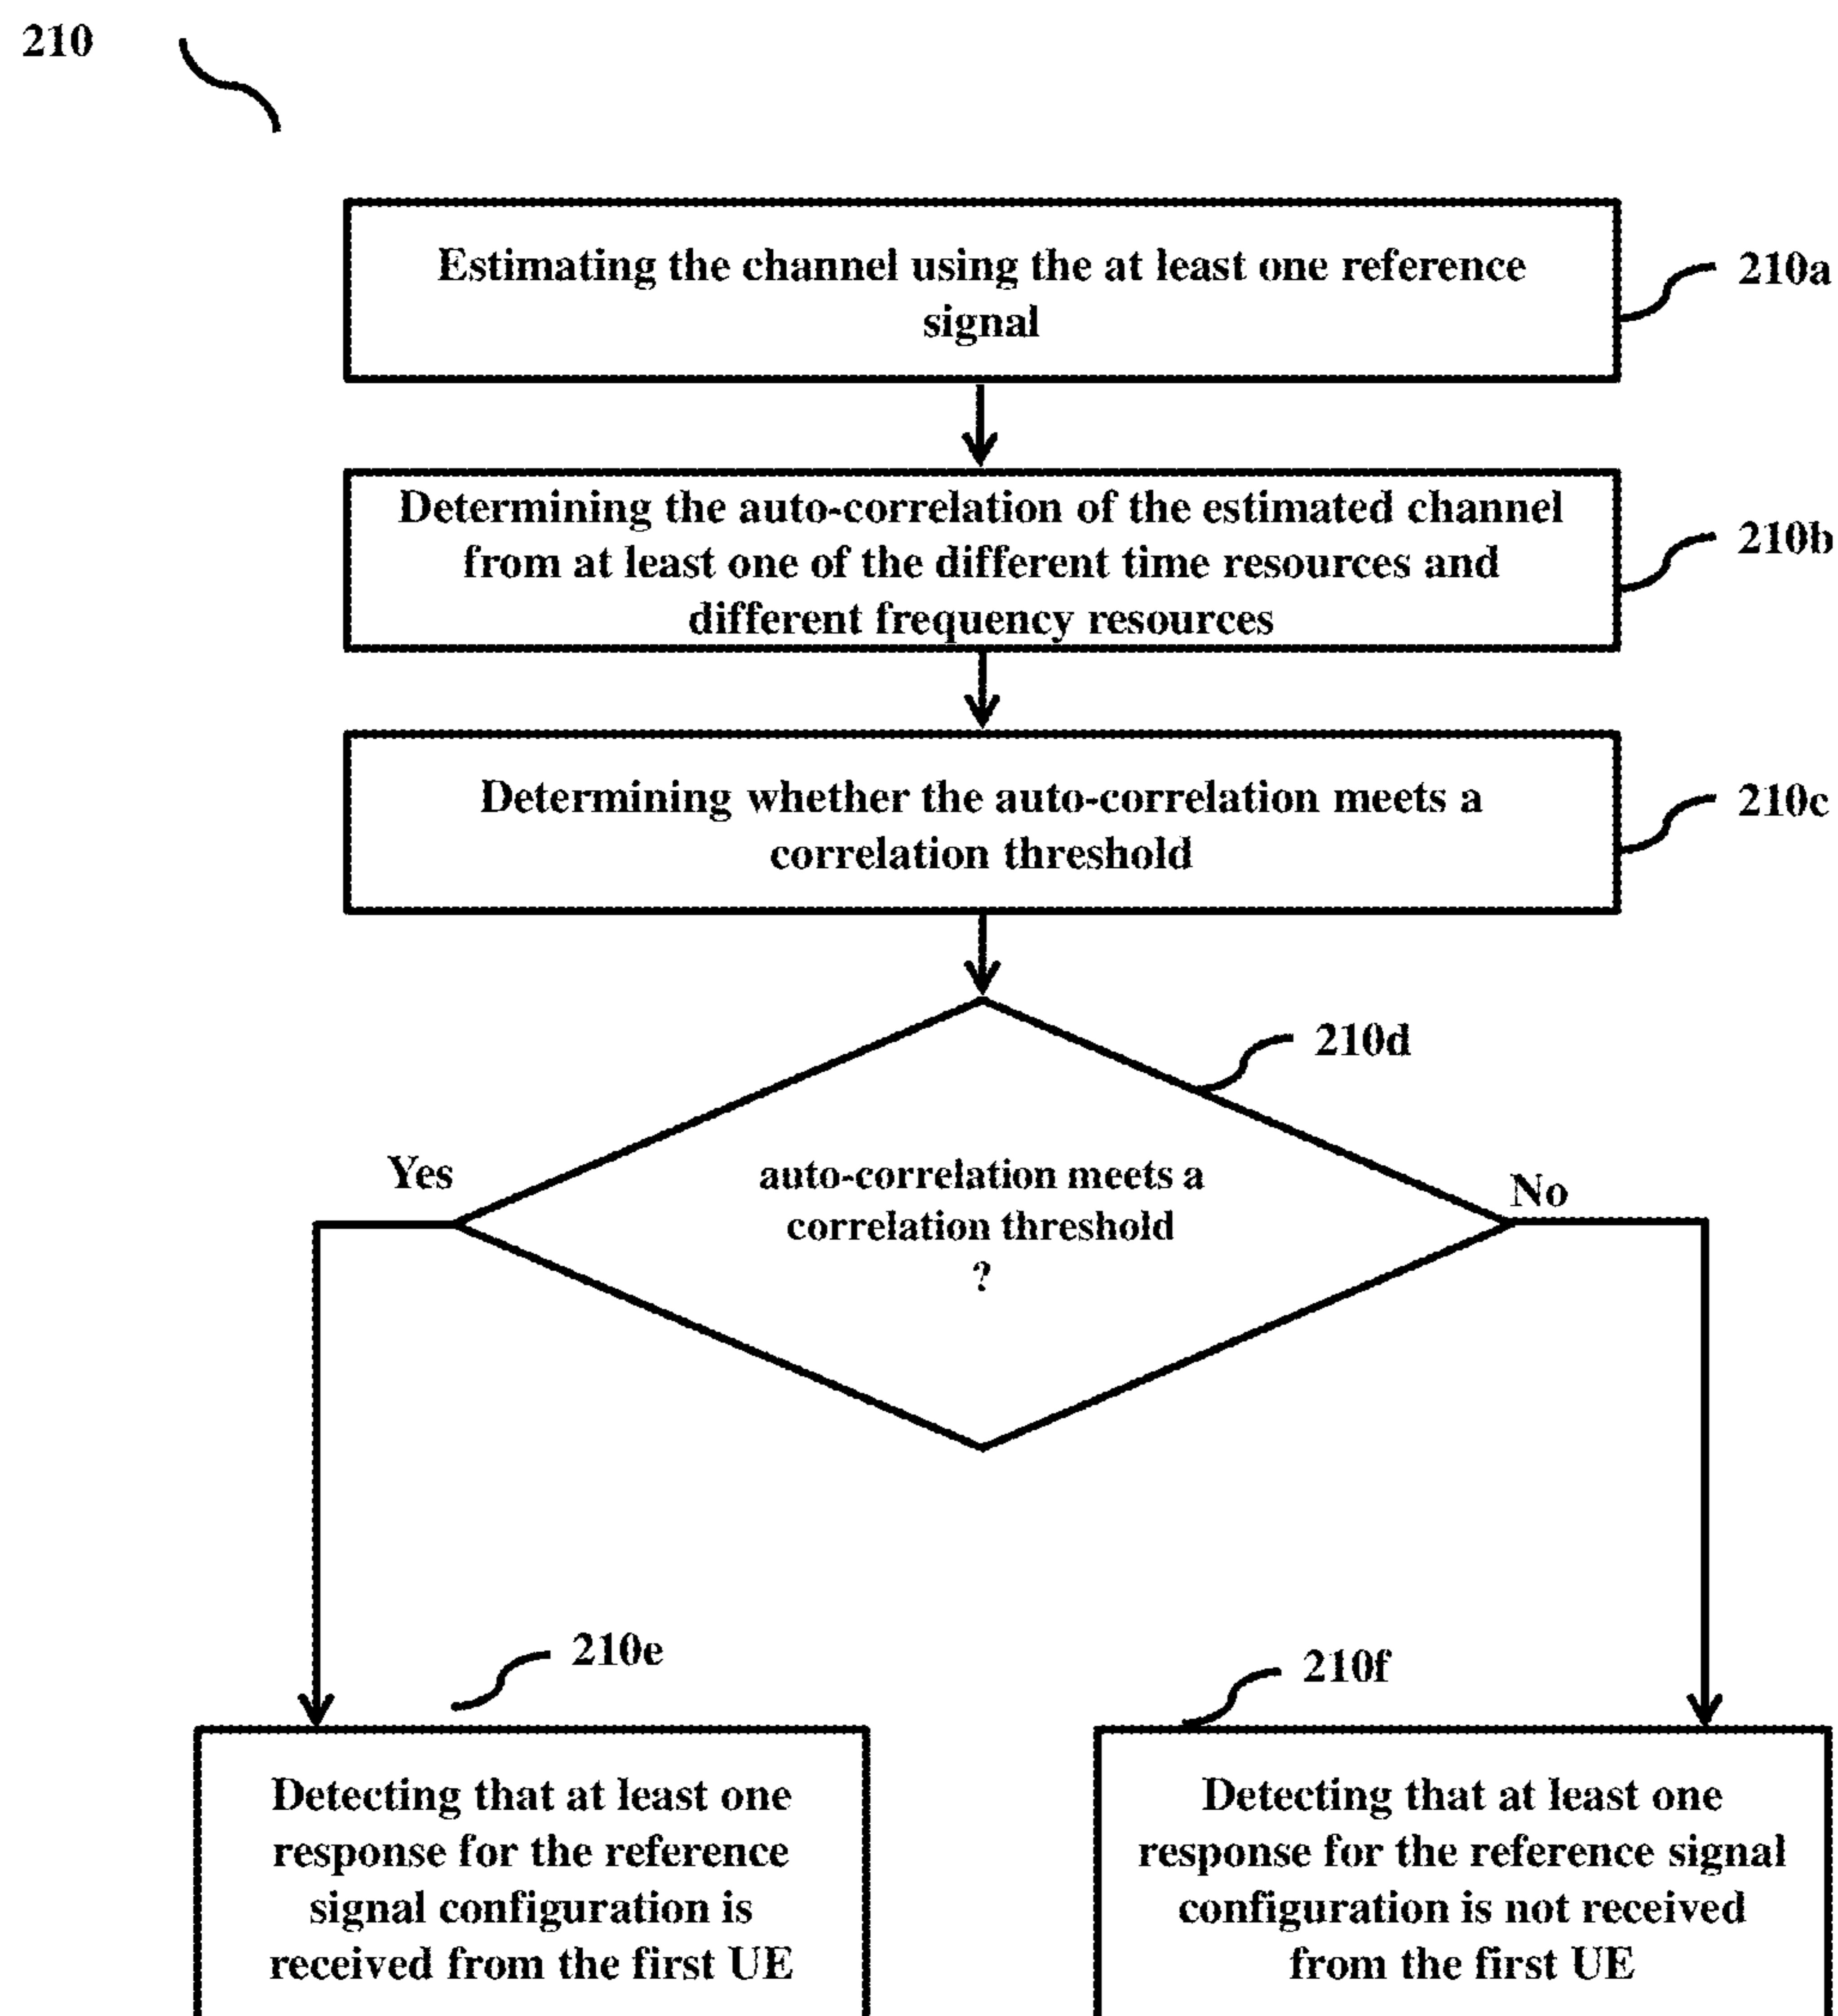 210
Estimating the channel using the at least one reference
signal
210a
Determining the auto-correlation of the estimated channel
from at least one of the different time resources and
different frequency resources
210b
Determining whether the auto-correlation meets a
correlation threshold
210c
210d
auto-correlation meets a
correlation threshold
?
Yes
No
210e
210f
Detecting that at least one
response for the reference
signal configuration is
received from the first UE
Detecting that at least one
response for the reference signal
configuration is not received
from the first UE